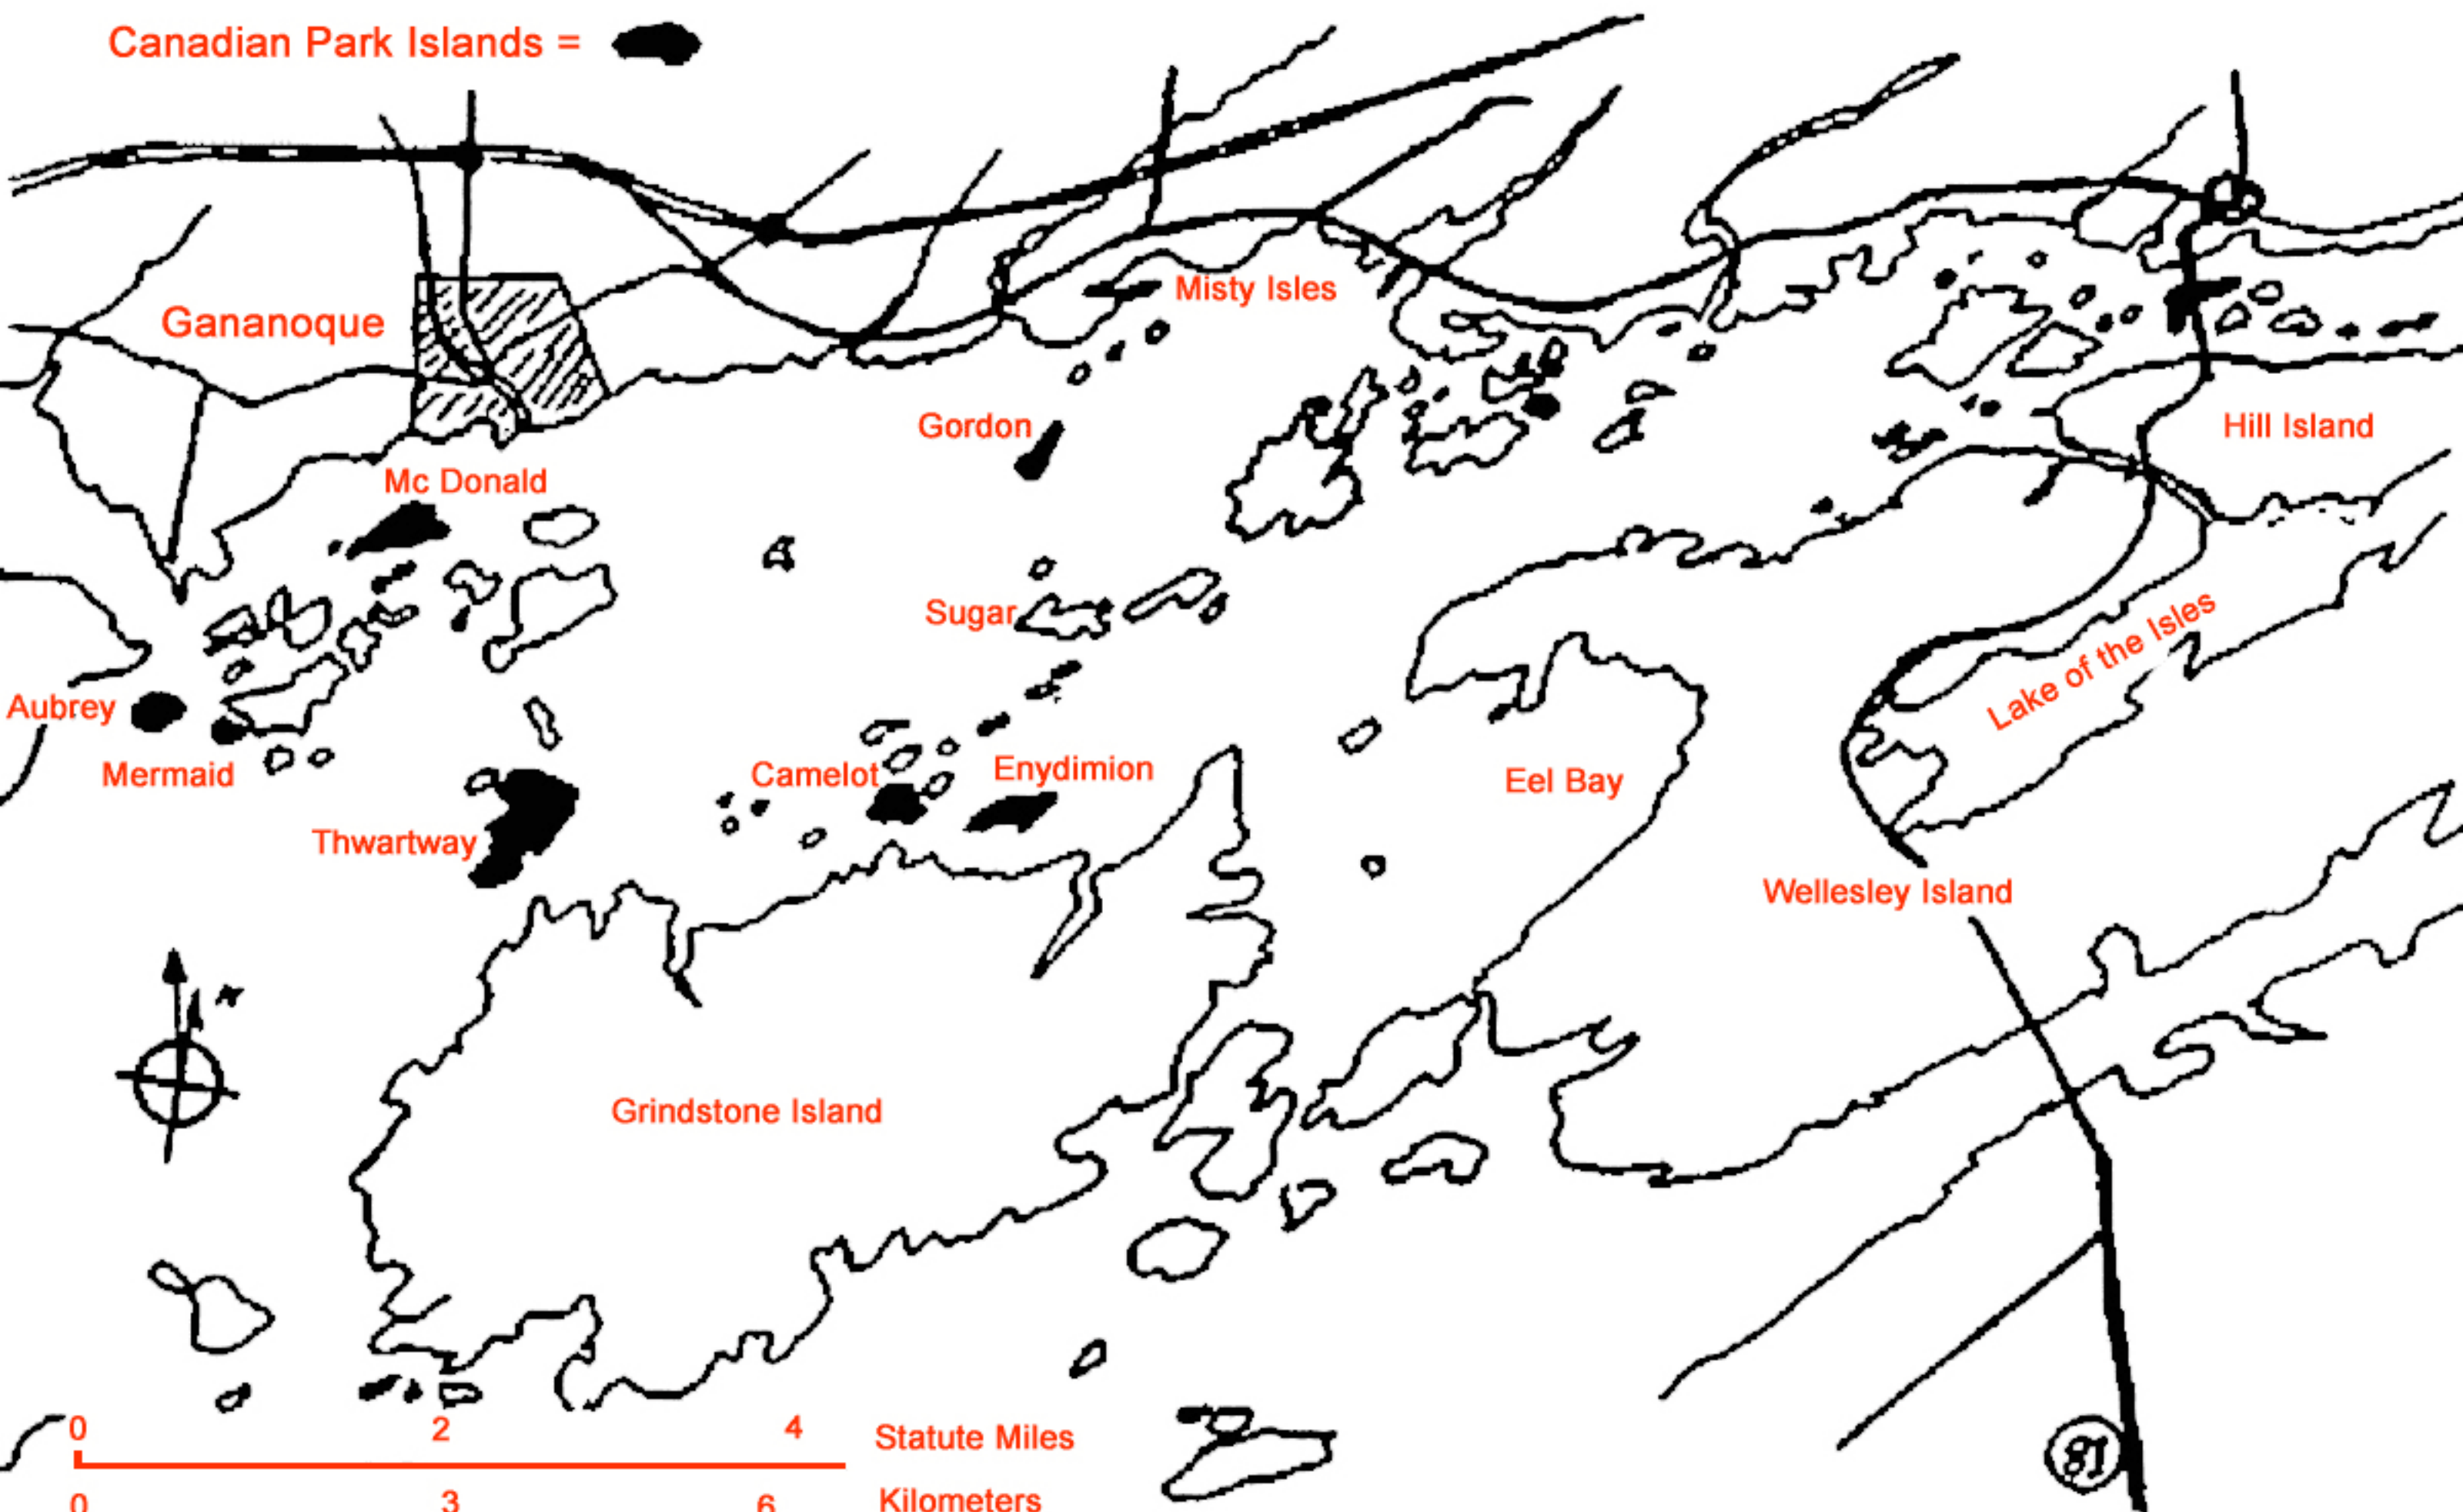 Canadian Park Islands =
Misty Isles
Gananoque
Gordon
Hill Island
Mc Donald
Sugar
Lake of the Isles
Aubrey
Mermaid
Camelot
Enydimion
Eel Bay
Thwartway
Wellesley Island
Grindstone Island
0 2 4 Statute Miles
0 3 6 Kilometers
81